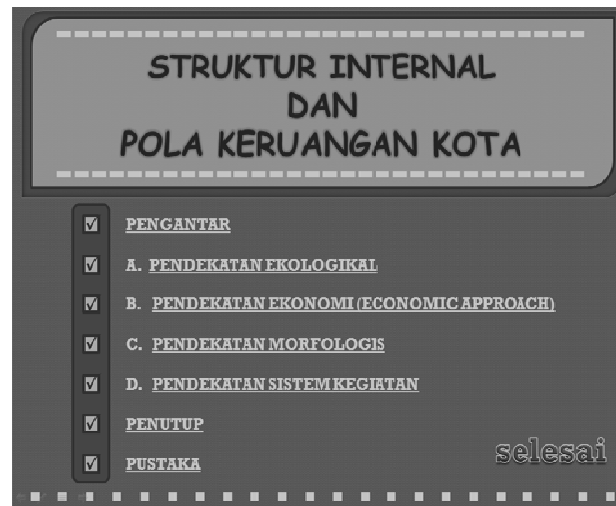 STRUKTUR INTERNAL
DAN
POLA KERUANGAN KOTA
PENGANTAR
A. PENDEKATAN EKOLOGIKAL
B. PENDEKATAN EKONOMI (ECONOMIC APPROACH)
C. PENDEKATAN MORFOLOGIS
D. PENDEKATAN SISTEM KEGIATAN
PENUTUP
PUSTAKA
selesai